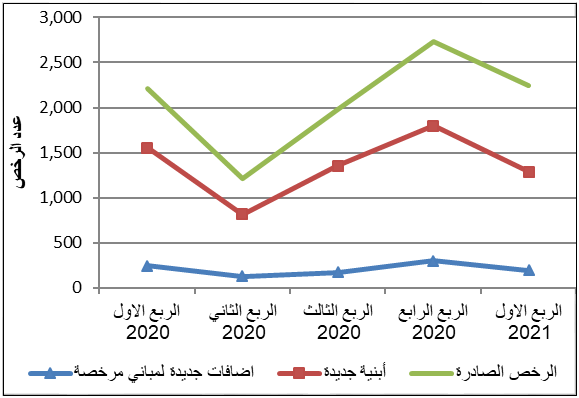 3,000
2,500
2,000
1,500
1,000
500
0
عدد الرخص
الربع الاول
2020
الربع الثاني
2020
الربع الثالث
2020
الربع الرابع
2020
الربع الاول
2021
اضافات جديدة لمباني مرخصة
أبنية جديدة
الرخص الصادرة